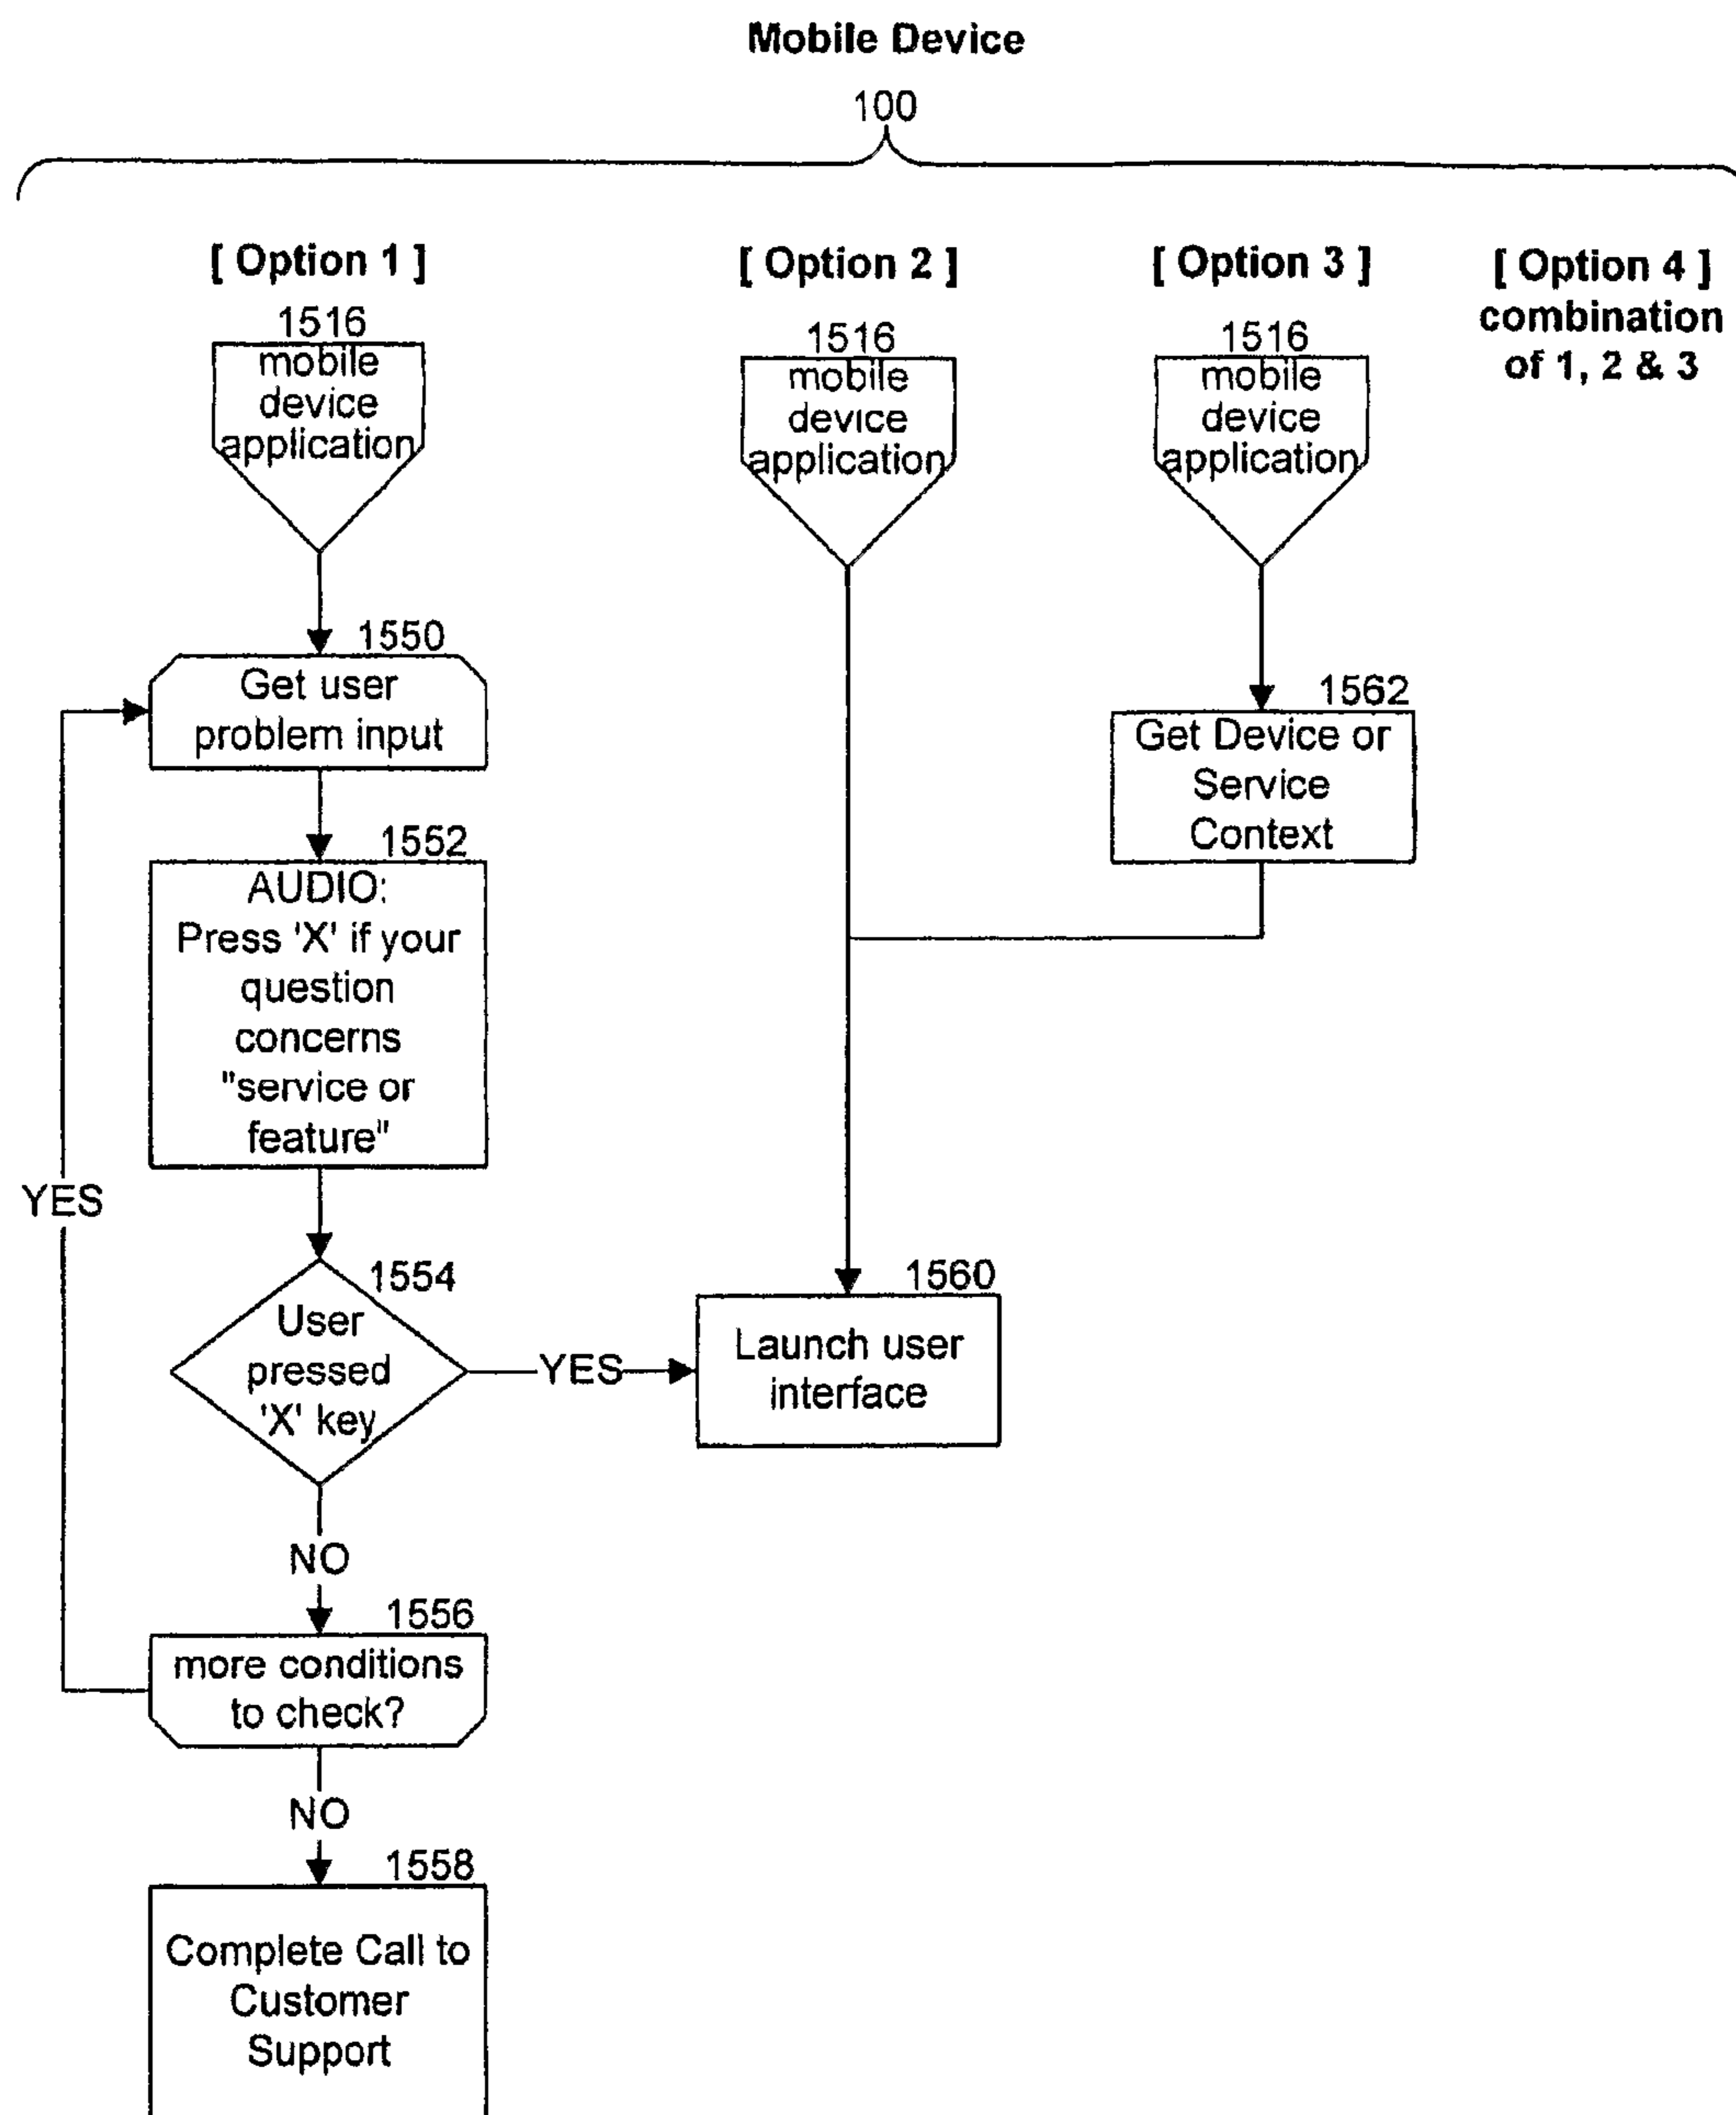 Mobile Device
100
[ Option 1 ]
[ Option 2 ]
[ Option 3 ]
[ Option 4 ]
combination
of 1, 2 & 3
1516
mobile
device
application
1516
mobile
device
application
1516
mobile
device
application
1550
Get user
problem input
1562
Get Device or
Service
Context
1552
AUDIO:
Press 'X' if your
question
concerns
"service or
feature"
YES
1554
User
pressed
'X' key
YES
1560
Launch user
interface
NO
1556
more conditions
to check?
NO
1558
Complete Call to
Customer
Support